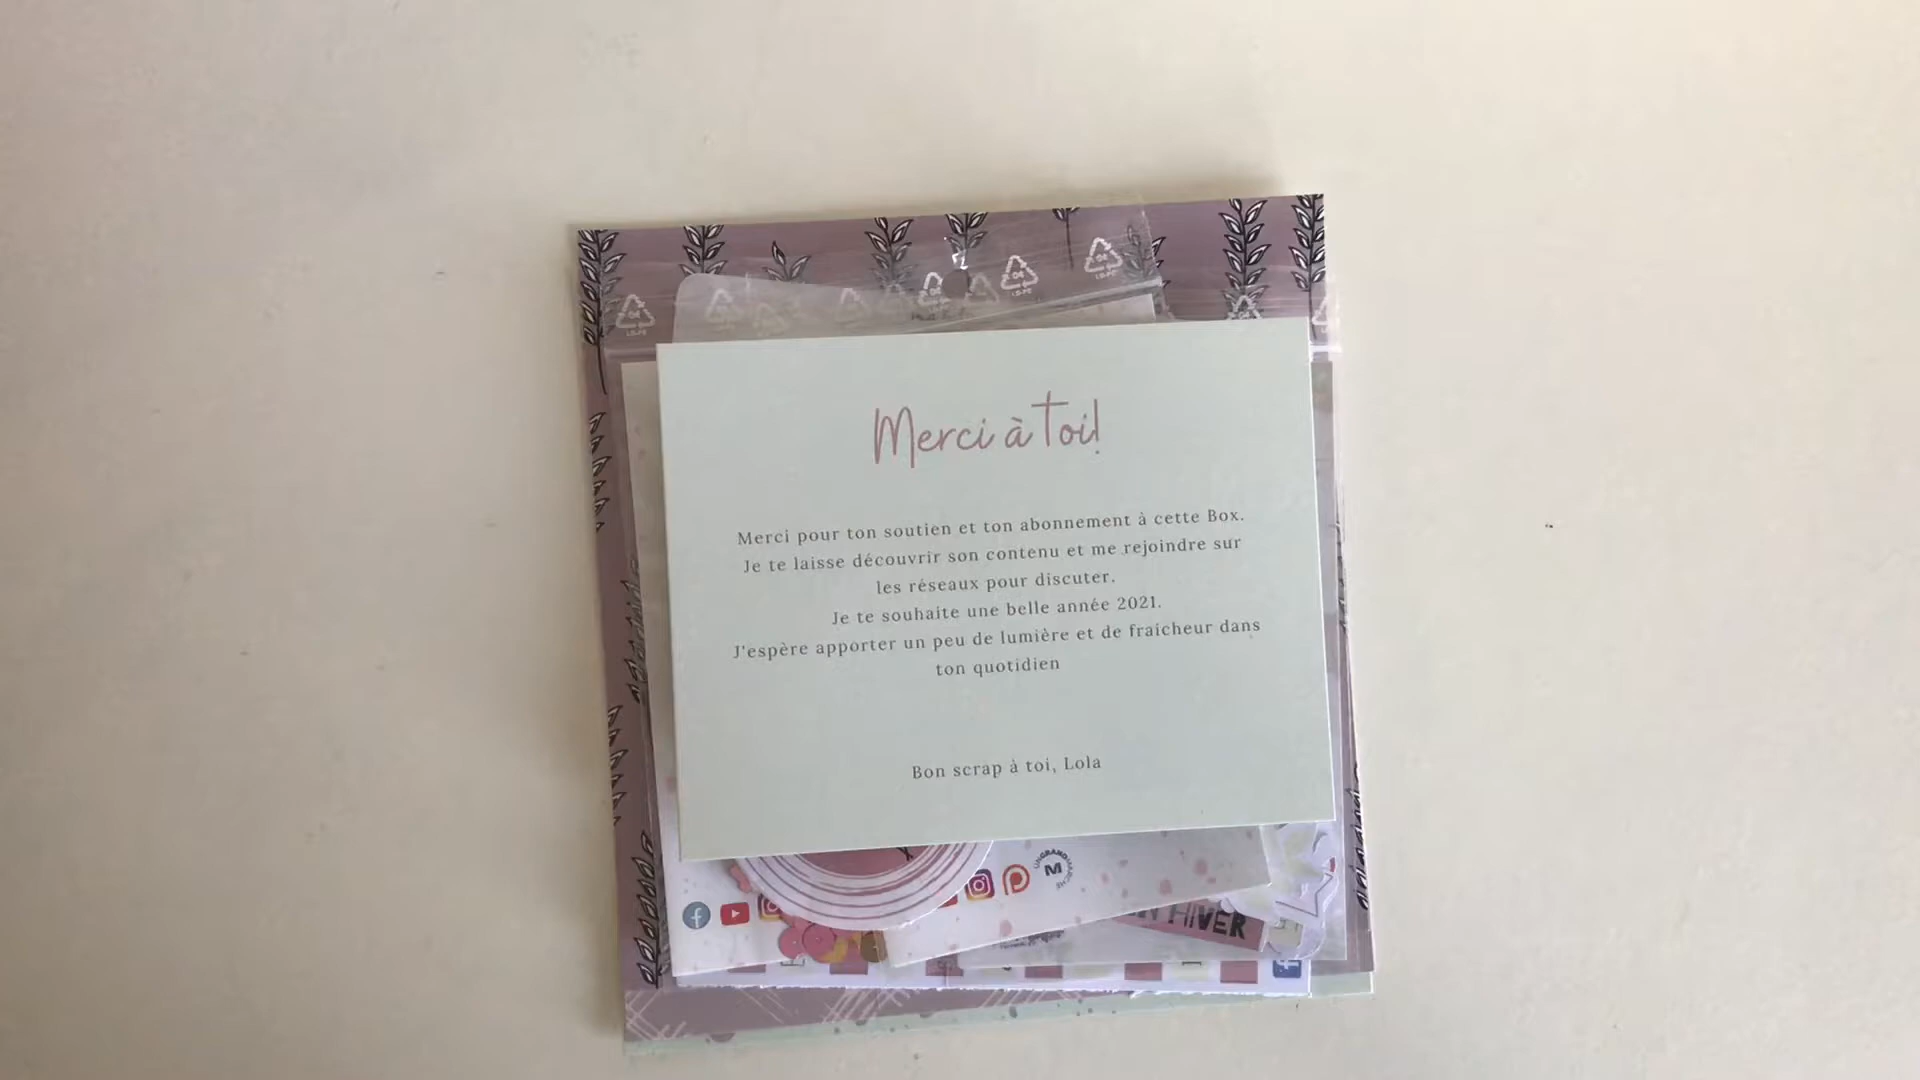 Merci à Toi!
Merci pour ton soutien et ton abonnement à cette Box.
Je te laisse découvrir son contenu et me rejoindre sur
les réseaux pour discuter.
Je te souhaite une belle année 2021.
J'espère apporter un peu de lumière et de fraicheur dans
ton quotidien
Bon scrap à toi, Lola
M
HIVER